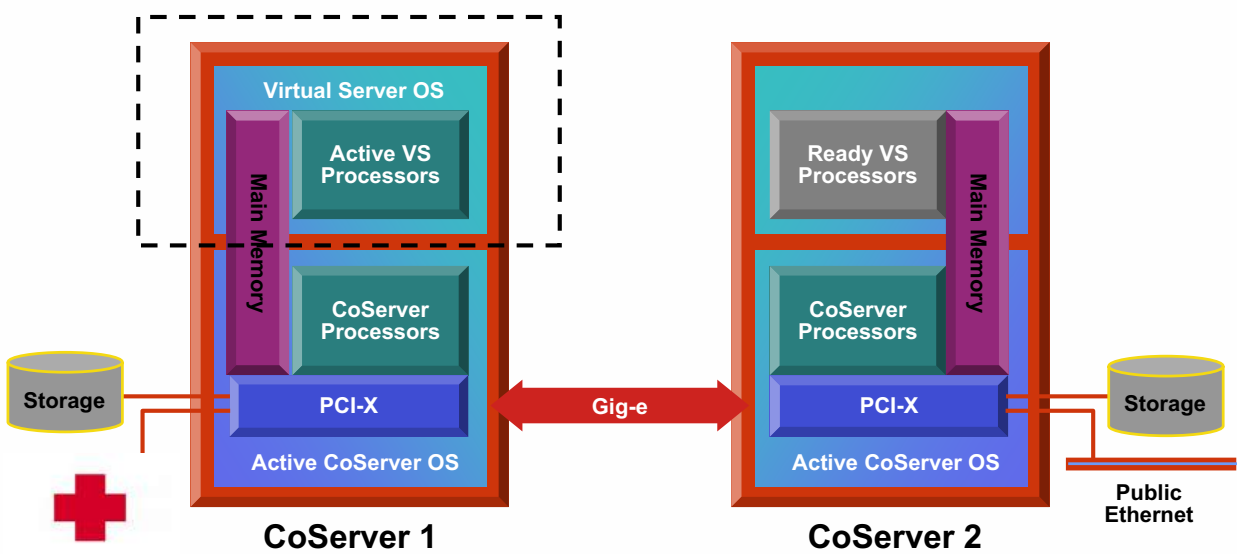 Virtual Server OS
Active VS
Processors
Main Memory
CoServer
Processors
Storage
PCI-X
Active CoServer OS
CoServer 1
Gig-e
Ready VS
Processors
Main Memory
CoServer
Processors
PCI-X
Storage
Active CoServer OS
Public
Ethernet
CoServer 2